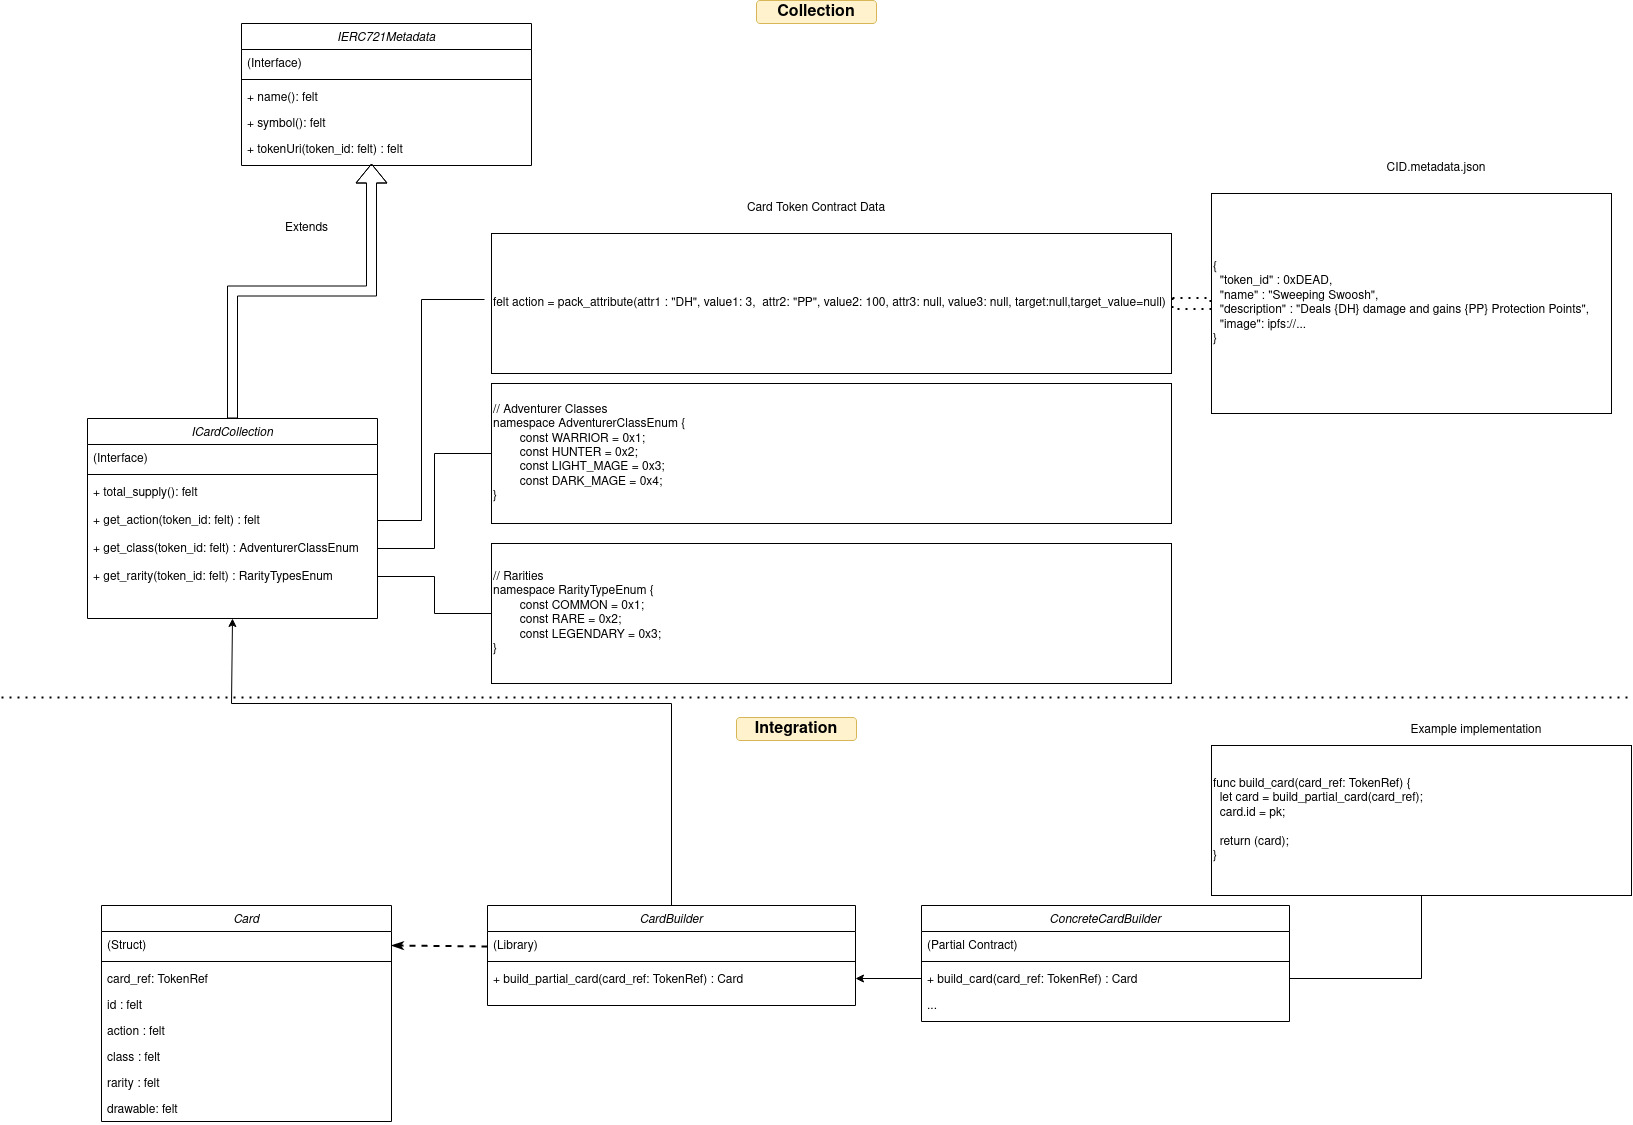 Collection
IERC721Metadata
(Interface)
+ name(): felt
+ symbol(): felt
+ tokenUri(token_id: felt) : felt
Extends
CID.metadata.json
{
"token_id" : 0xDEAD,
"name" : "Sweeping Swoosh",
"description" : "Deals {DH} damage and gains {PP} Protection Points",
"image": ipfs://...
}
Card Token Contract Data
felt action = pack_attribute(attr1 : "DH", value1: 3,  attr2: "PP", value2: 100, attr3: null, value3: null, target:null,target_value=null)
// Adventurer Classes
namespace AdventurerClassEnum {
const WARRIOR = 0x1;
const HUNTER = 0x2;
const LIGHT_MAGE = 0x3;
const DARK_MAGE = 0x4;
}
ICardCollection
(Interface)
+ total_supply(): felt
+ get_action(token_id: felt) : felt
+ get_class(token_id: felt) : AdventurerClassEnum
+ get_rarity(token_id: felt) : RarityTypesEnum
// Rarities
namespace RarityTypeEnum {
const COMMON = 0x1;
const RARE = 0x2;
const LEGENDARY = 0x3;
}
Integration
Example implementation
func build_card(card_ref: TokenRef) {
let card = build_partial_card(card_ref);
card.id = pk;
return (card);
}
Card
(Struct)
card_ref: TokenRef
id : felt
action : felt
class : felt
rarity : felt
drawable: felt
CardBuilder
(Library)
+ build_partial_card(card_ref: TokenRef) : Card
ConcreteCardBuilder
(Partial Contract)
+ build_card(card_ref: TokenRef) : Card
...